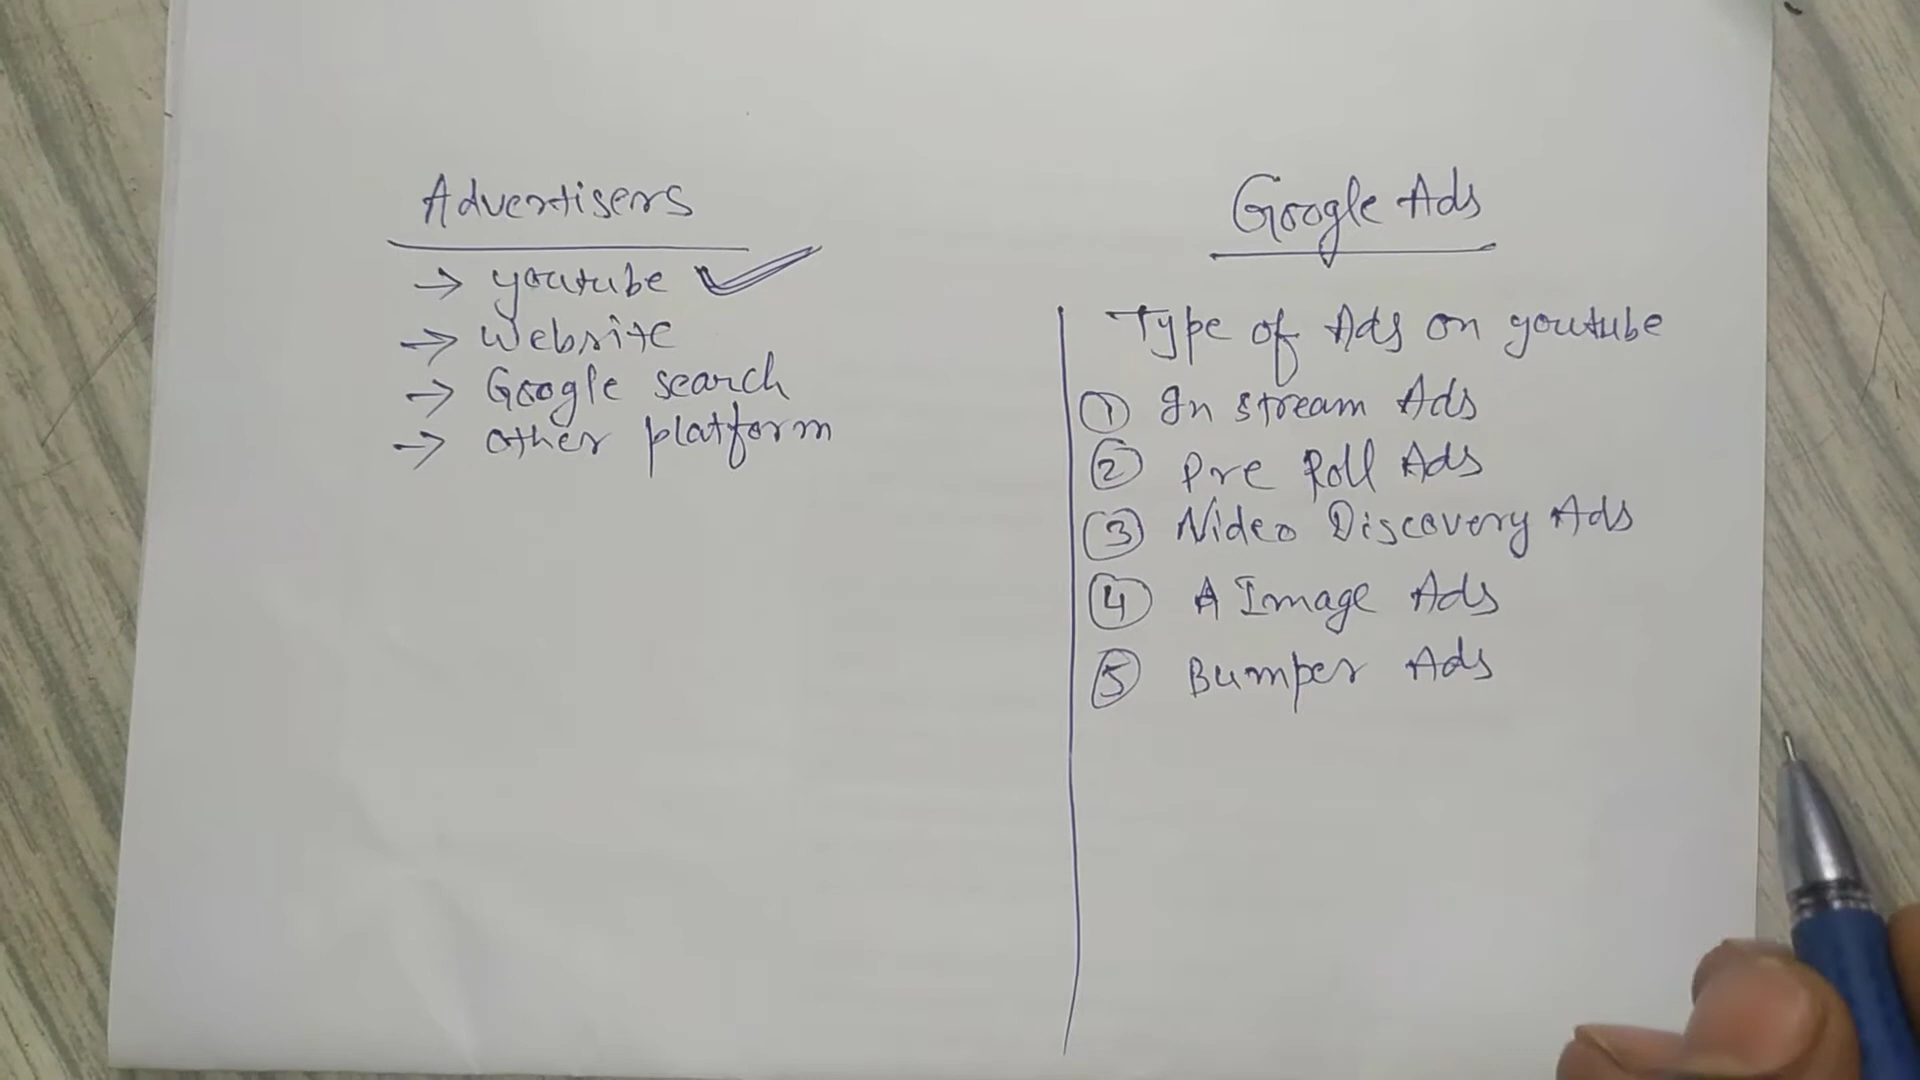 Advertisers
→ youtube ✓
→ website
→ Google search
→ other platform
Google Ads
Type of Ads on youtube
① In stream Ads
② Pre Roll Ads
③ Video Discovery Ads
④ A Image Ads
⑤ Bumper Ads